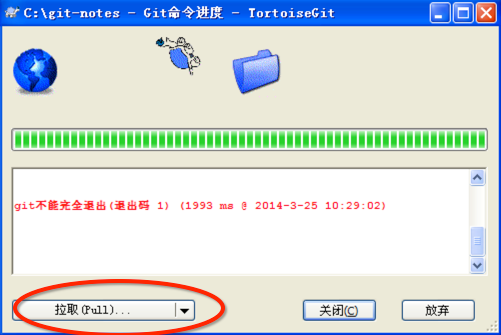 C:\git-notes - Git命令进度 - TortoiseGit
git不能完全退出(退出码 1) (1993 ms @ 2014-3-25 10:29:02)
拉取(Pull)... 关闭(C) 放弃